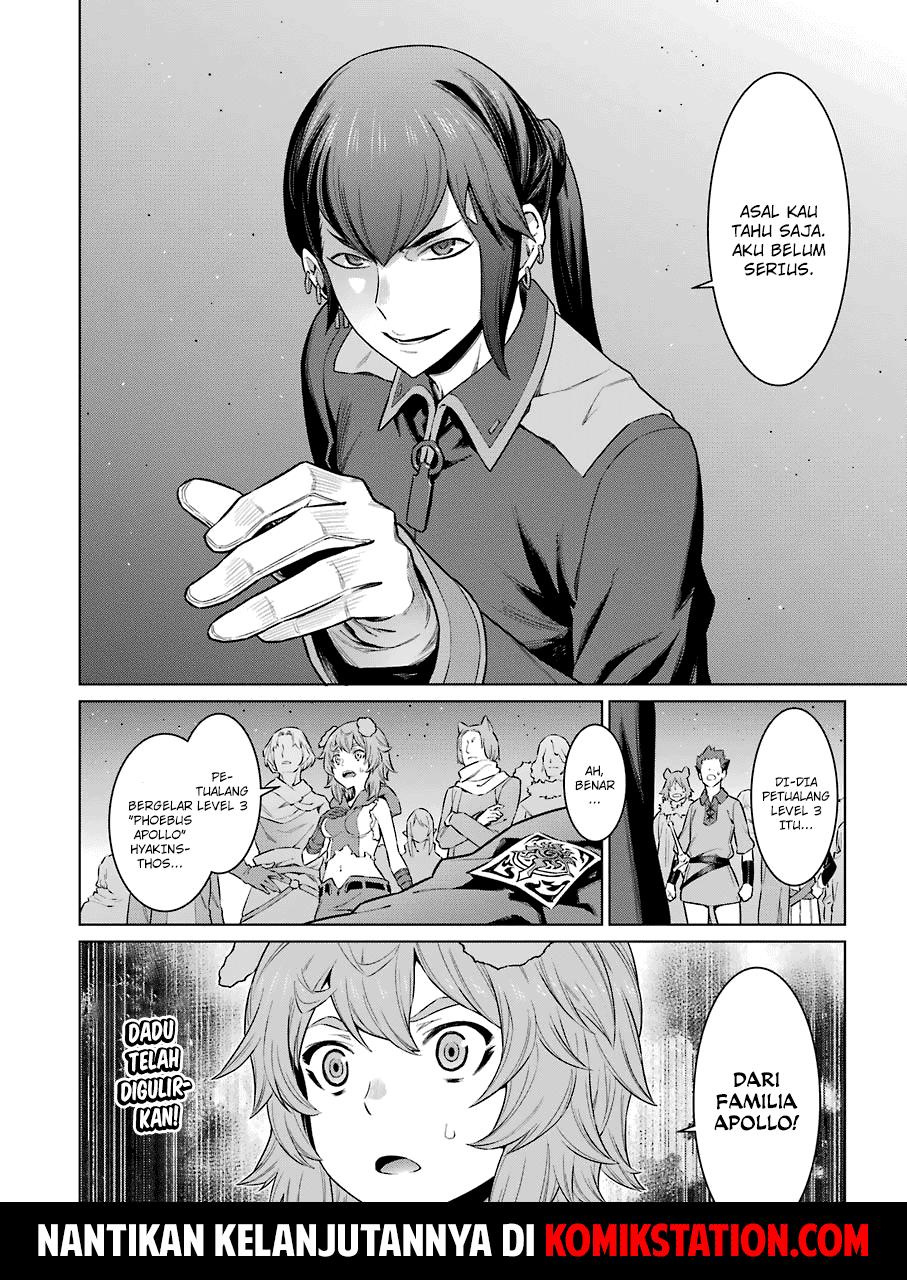 ASAL KAU
TAHU SAJA.
AKU BELUM
SERIUS.
DI-DIA
PETUALANG
LEVEL 3
ITU...
AH,
BENAR
...
PE-
TUALANG
LEVEL 3
BERGELAR
"PHOEBUS
APOLLO"
HYAKINS-
THOS...
DARI
FAMILIA
APOLLO!
DADU
TELAH
DIGULIR-
KAN!
NANTIKAN KELANJUTANNYA DI KOMIKSTATION.COM